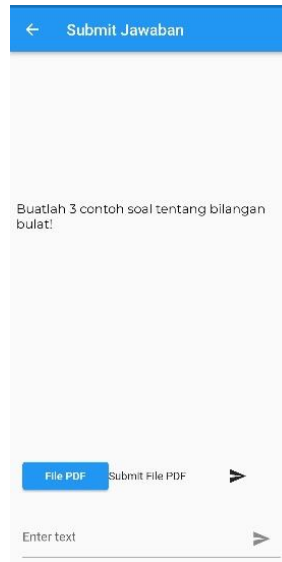 Submit Jawaban
Buatlah 3 contoh soal tentang bilangan
bulat!
File PDF Submit File PDF
Enter text